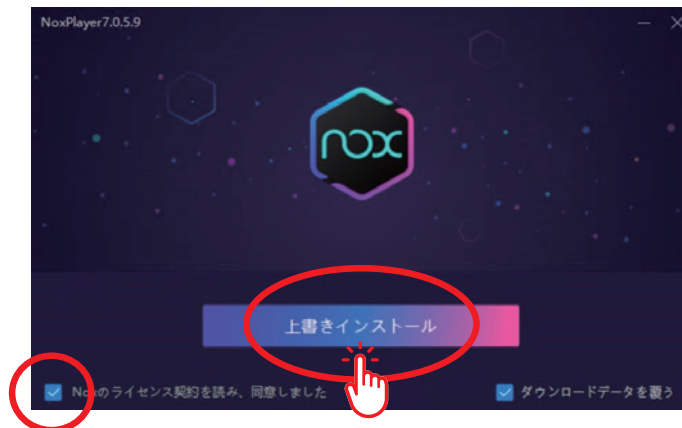 NoxPlayer7.0.5.9
nox
上書きインストール
Noxのライセンス契約を読み、同意しました
ダウンロードデータを覆う